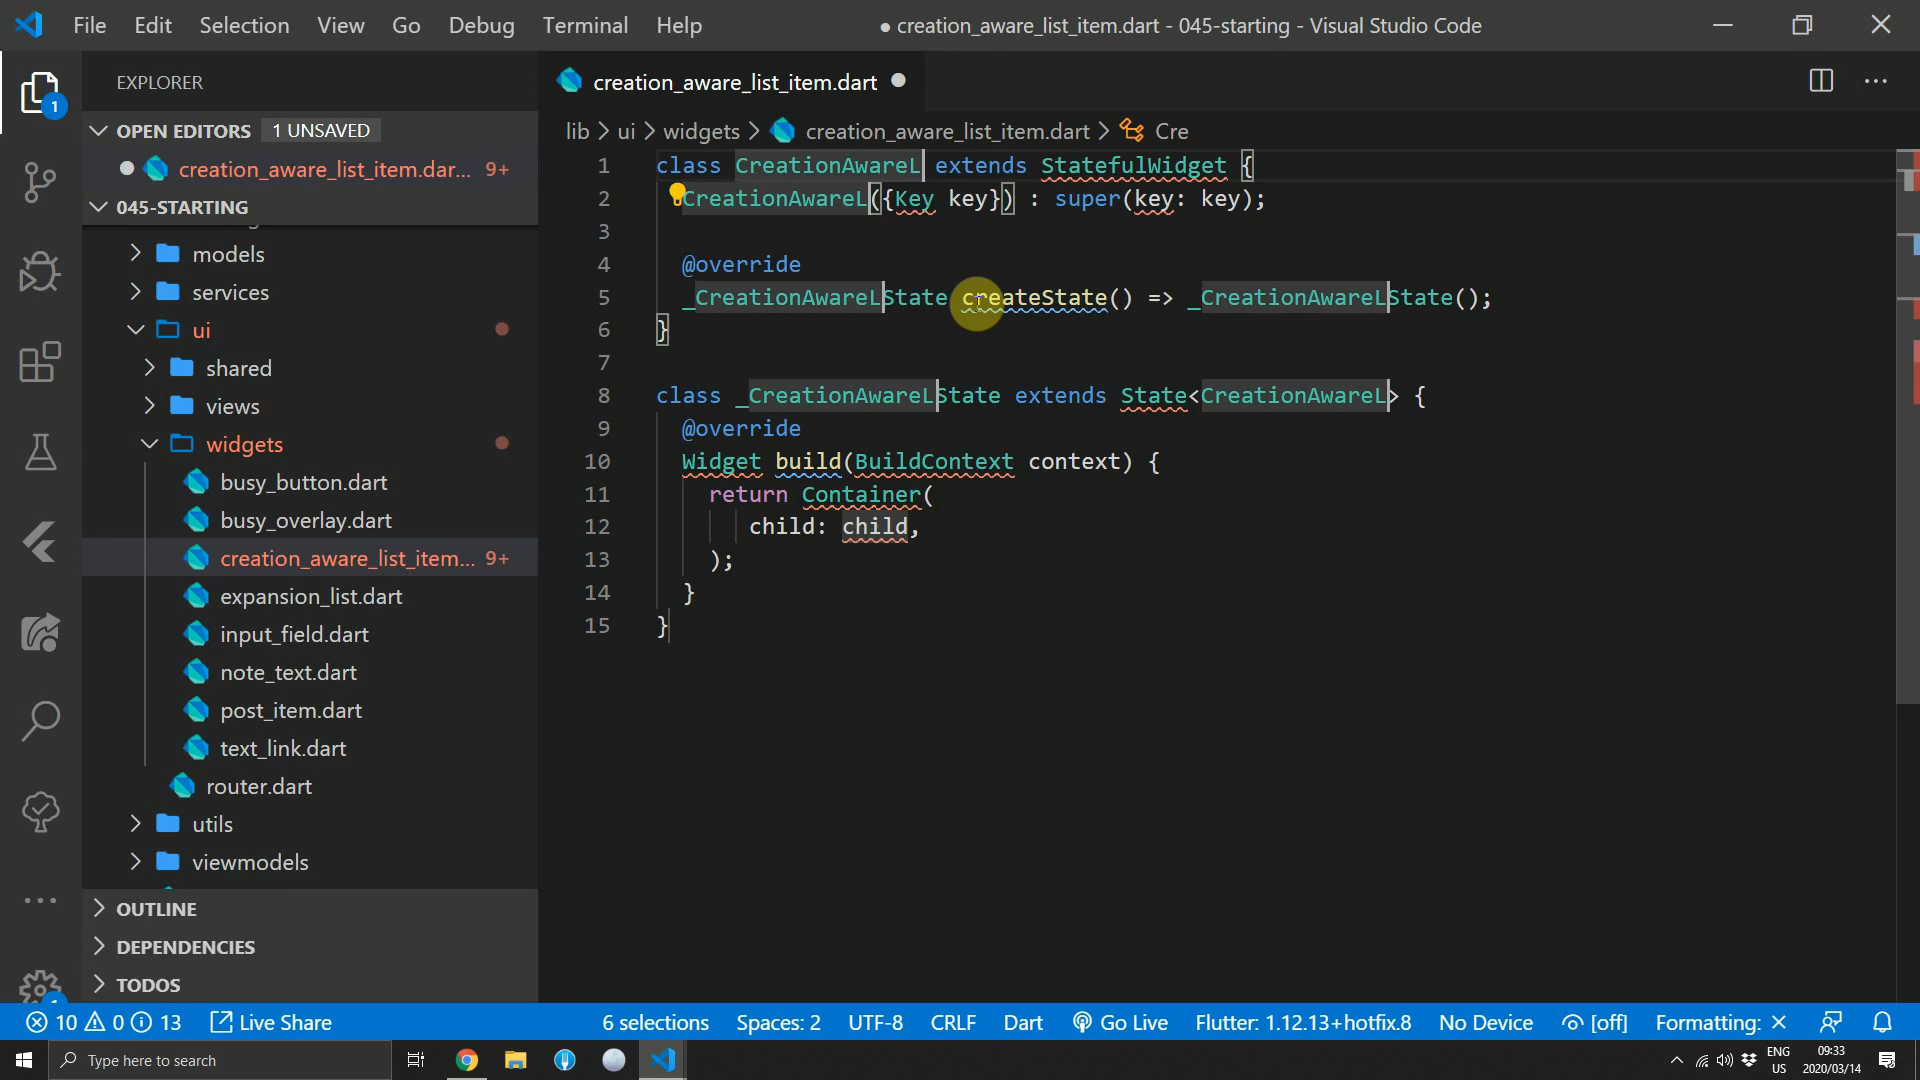 File Edit Selection View Go Debug Terminal Help
● creation_aware_list_item.dart - 045-starting - Visual Studio Code
EXPLORER
OPEN EDITORS 1 UNSAVED
creation_aware_list_item.dar... 9+
045-STARTING
models
services
ui
shared
views
widgets
busy_button.dart
busy_overlay.dart
creation_aware_list_item... 9+
expansion_list.dart
input_field.dart
note_text.dart
post_item.dart
text_link.dart
router.dart
utils
viewmodels
OUTLINE
DEPENDENCIES
TODOS
1
creation_aware_list_item.dart
lib > ui > widgets > creation_aware_list_item.dart > Cre
1 class CreationAwareL extends StatefulWidget {
2 CreationAwareL({Key key}) : super(key: key);
3
4 @override
5 _CreationAwareLState createState() => _CreationAwareLState();
6 }
7
8 class _CreationAwareLState extends State<CreationAwareL> {
9 @override
10 Widget build(BuildContext context) {
11 return Container(
12 child: child,
13 );
14 }
15 }
10 0 13 Live Share 6 selections Spaces: 2 UTF-8 CRLF Dart Go Live Flutter: 1.12.13+hotfix.8 No Device [off] Formatting: ✕
Type here to search
ENG
US
09:33
2020/03/14